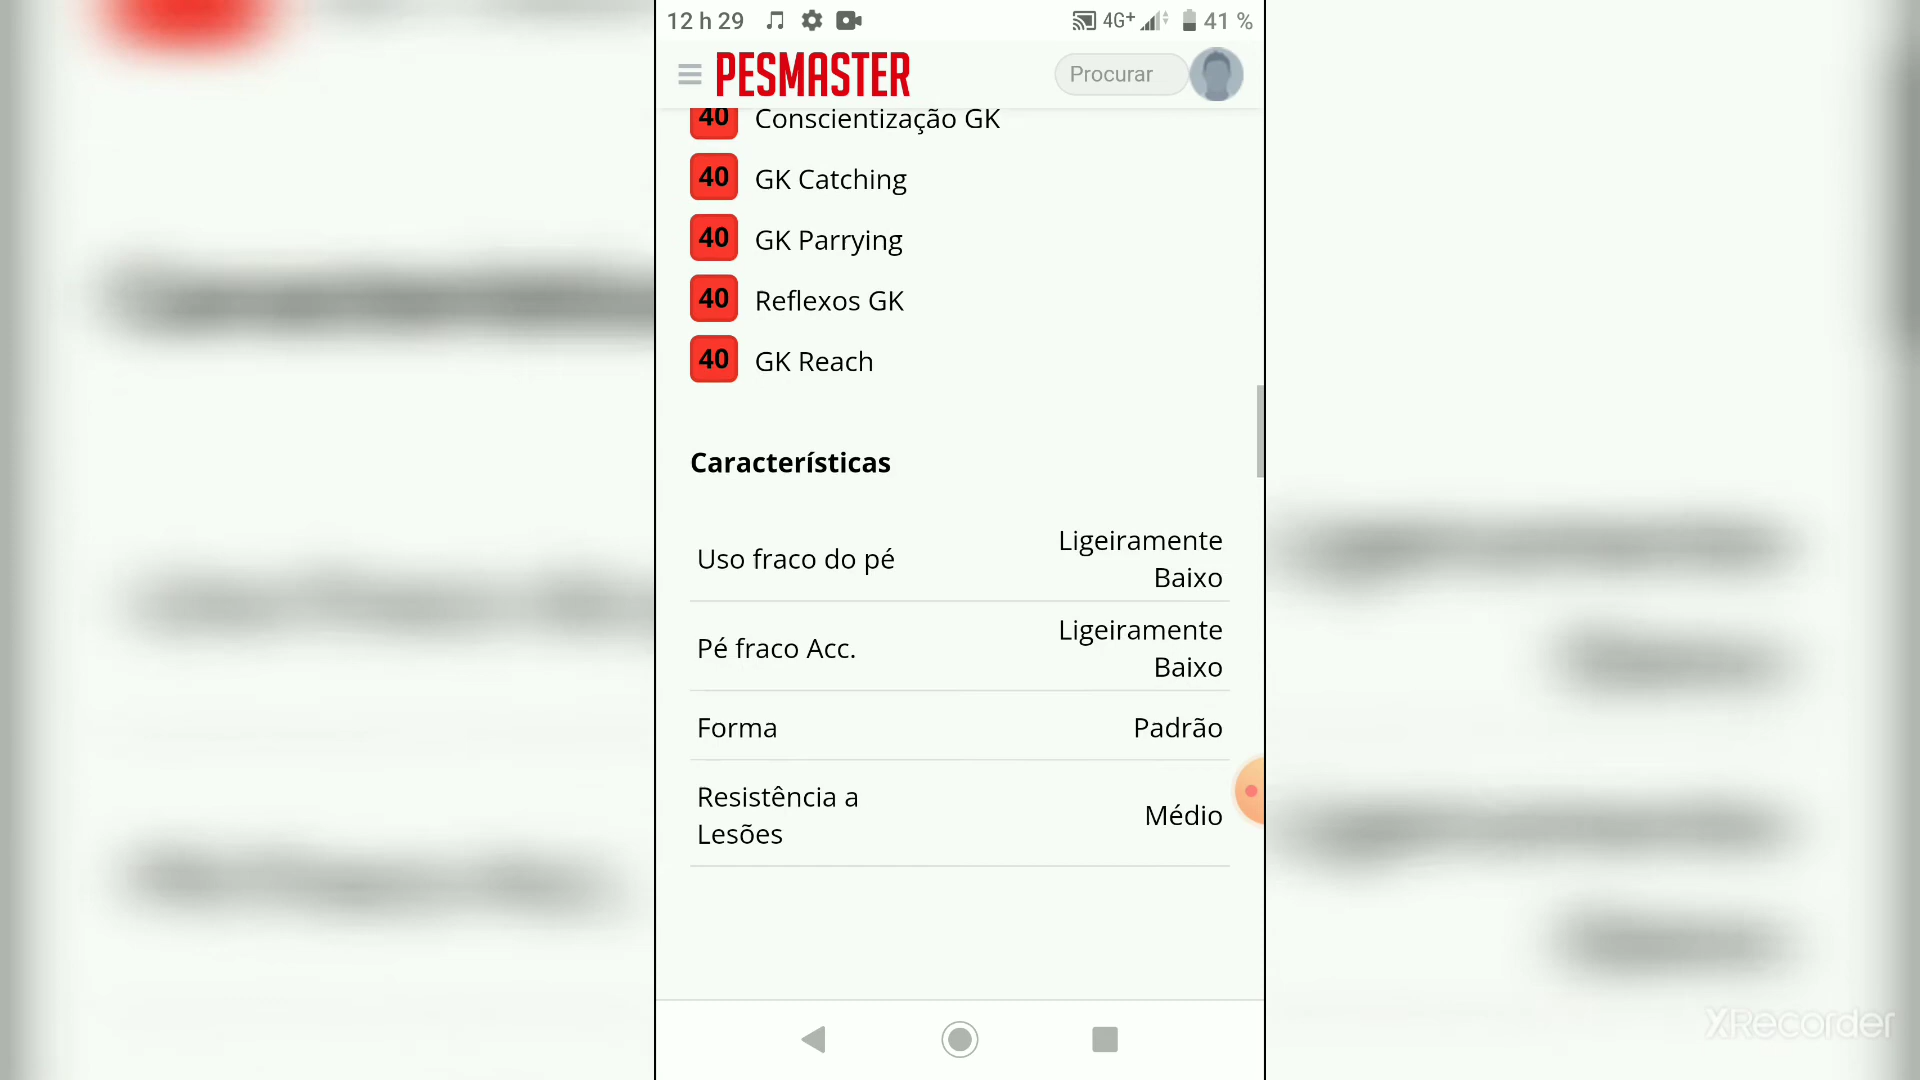 12 h 29
4G+
41 %
PESMASTER
Procurar
40 Conscientização GK
40 GK Catching
40 GK Parrying
40 Reflexos GK
40 GK Reach
Características
Uso fraco do pé
Ligeiramente
Baixo
Pé fraco Acc.
Ligeiramente
Baixo
Forma
Padrão
Resistência a
Lesões
Médio
XRecorder